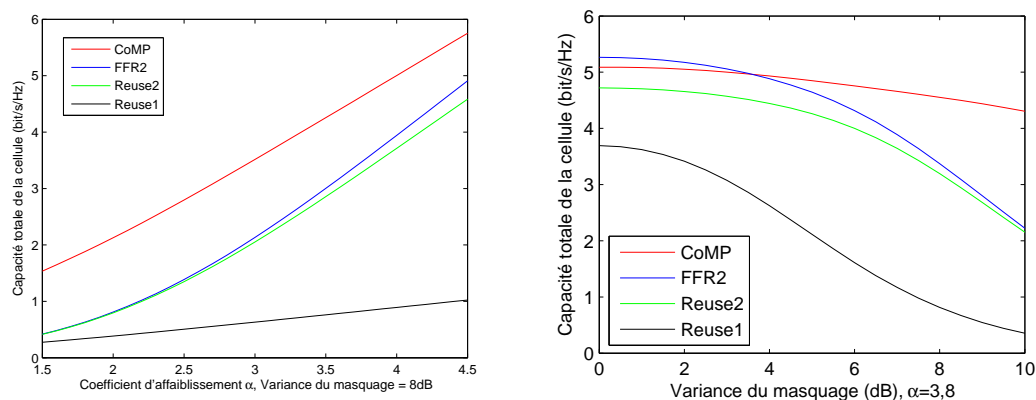 Capacité totale de la cellule (bit/s/Hz)
6
5
4
3
2
1
0
CoMP
FFR2
Reuse2
Reuse1
1.5 2 2.5 3 3.5 4 4.5
Coefficient d'affaiblissement α, Variance du masquage = 8dB
Capacité totale de la cellule (bit/s/Hz)
6
5
4
3
2
1
0
CoMP
FFR2
Reuse2
Reuse1
0 2 4 6 8 10
Variance du masquage (dB), α=3,8